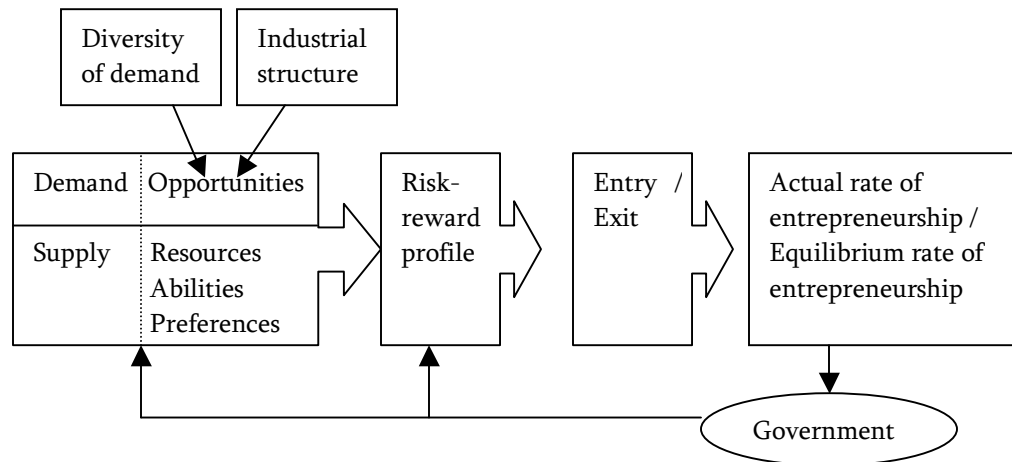 Diversity
of demand
Industrial
structure
Demand
Opportunities
Supply
Resources
Abilities
Preferences
Risk-
reward
profile
Entry /
Exit
Actual rate of
entrepreneurship /
Equilibrium rate of
entrepreneurship
Government